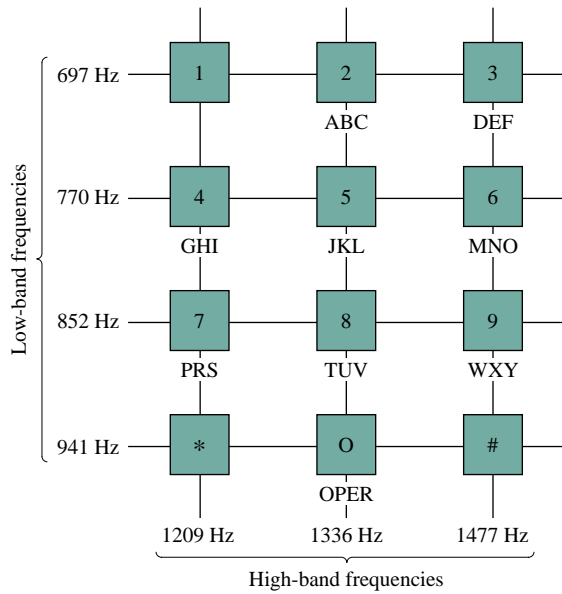 697 Hz 1 2 3
ABC DEF
770 Hz 4 5 6
GHI JKL MNO
Low-band frequencies
852 Hz 7 8 9
PRS TUV WXY
941 Hz * O #
OPER
1209 Hz 1336 Hz 1477 Hz
High-band frequencies